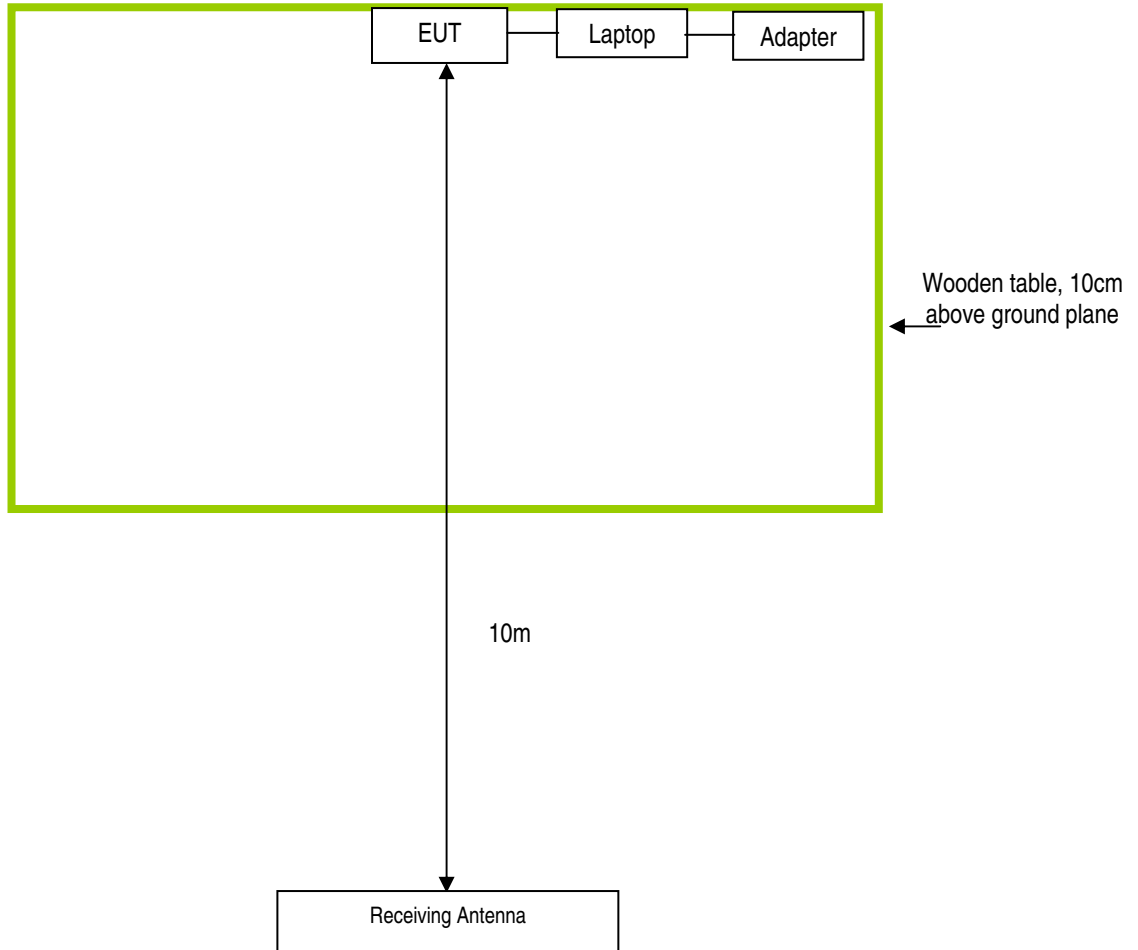 EUT
Laptop
Adapter
Wooden table, 10cm
above ground plane
10m
Receiving Antenna